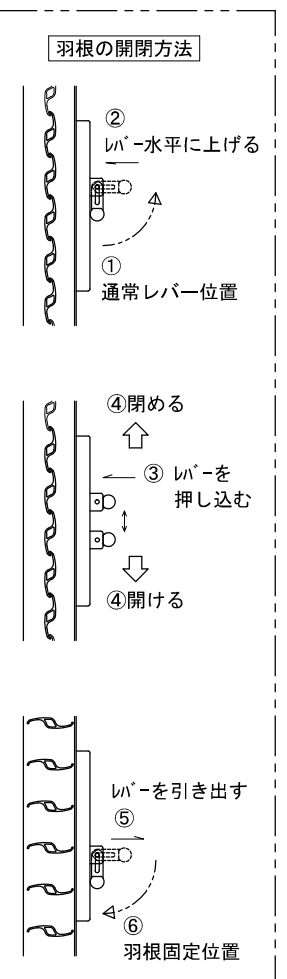 羽根の開閉方法
②
ﾚﾊﾞｰ水平に上げる
①
通常レバー位置
④閉める
③ ﾚﾊﾞｰを
押し込む
④開ける
ﾚﾊﾞｰを引き出す
⑤
⑥
羽根固定位置